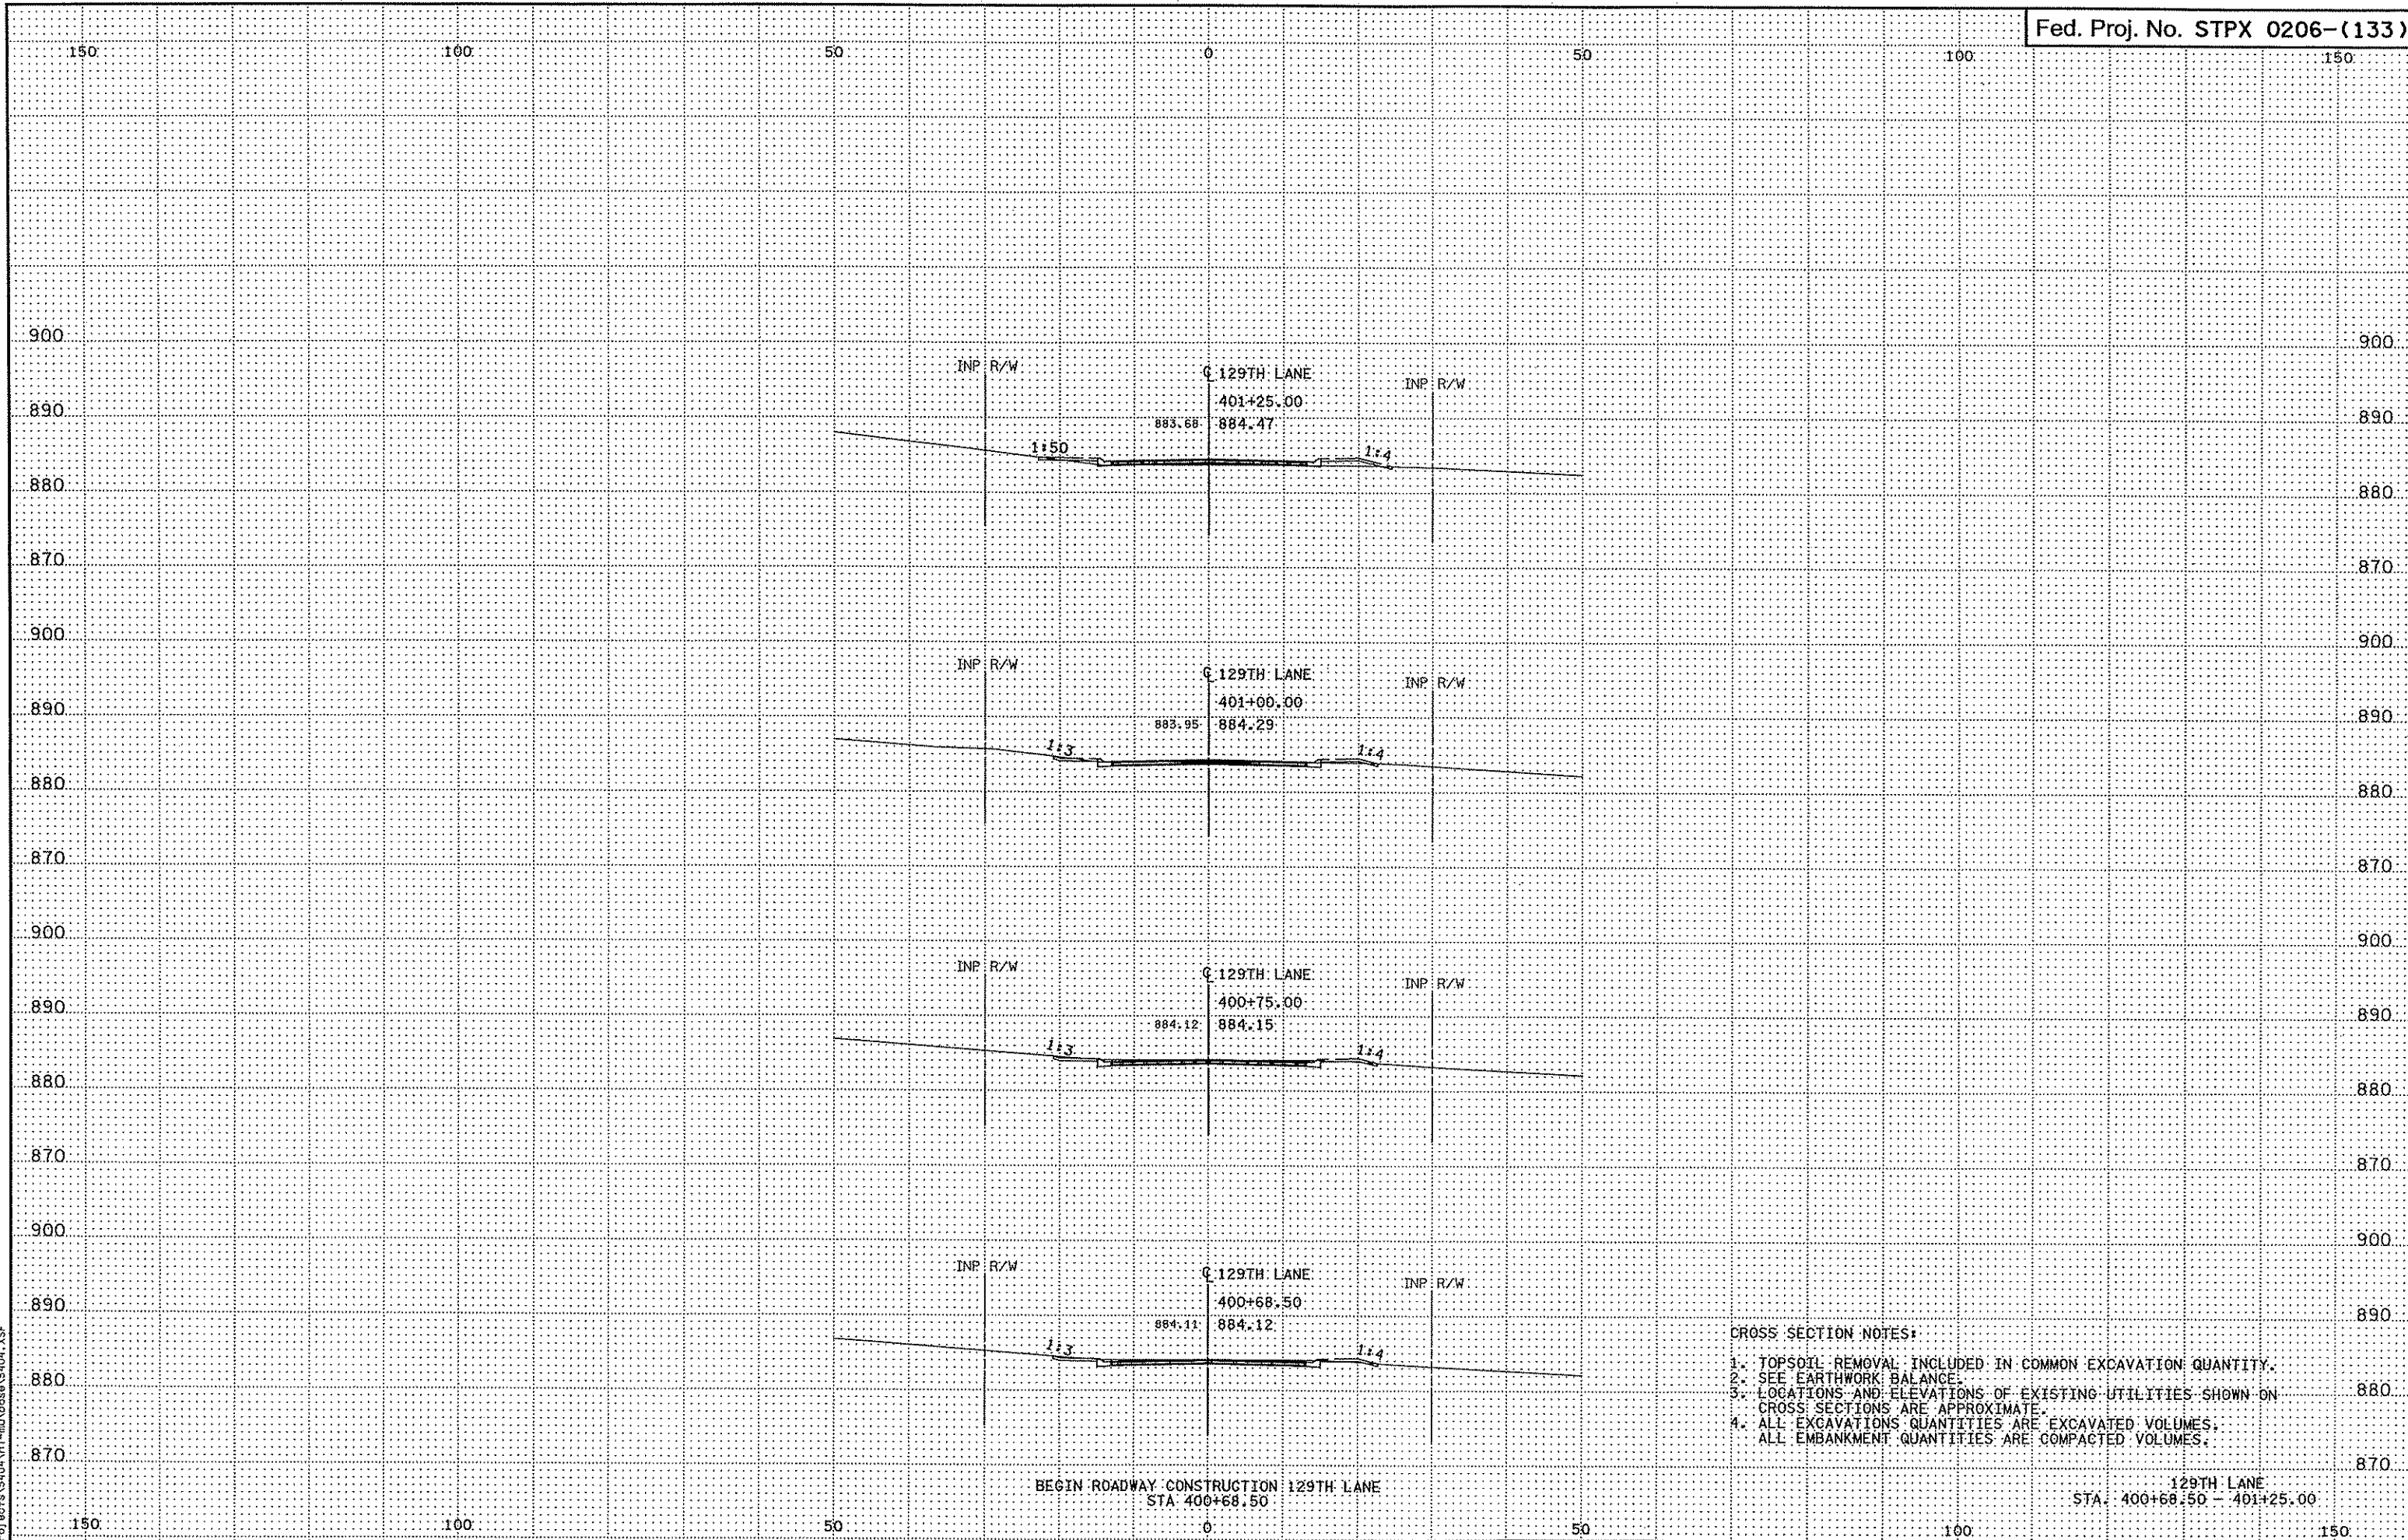 Fed. Proj. No. STPX 0206-(133)
150 100 50 0 50 100 150
900 900
INP R/W ℄ 129TH LANE INP R/W
401+25.00
890 890
883.68 884.47
1:50 1:4
880 880
870 870
900 900
INP R/W ℄ 129TH LANE INP R/W
401+00.00
890 890
883.95 884.29
1:3 1:4
880 880
870 870
900 900
INP R/W ℄ 129TH LANE INP R/W
400+75.00
890 890
884.12 884.15
1:3 1:4
880 880
870 870
900 900
INP R/W ℄ 129TH LANE INP R/W
400+68.50
890 890
884.11 884.12
1:3 1:4
880 880
870 870
CROSS SECTION NOTES:
1. TOPSOIL REMOVAL INCLUDED IN COMMON EXCAVATION QUANTITY.
2. SEE EARTHWORK BALANCE.
3. LOCATIONS AND ELEVATIONS OF EXISTING UTILITIES SHOWN ON
CROSS SECTIONS ARE APPROXIMATE.
4. ALL EXCAVATIONS QUANTITIES ARE EXCAVATED VOLUMES.
ALL EMBANKMENT QUANTITIES ARE COMPACTED VOLUMES.
BEGIN ROADWAY CONSTRUCTION 129TH LANE
STA 400+68.50
129TH LANE
STA. 400+68.50 - 401+25.00
150 100 50 0 50 100 150